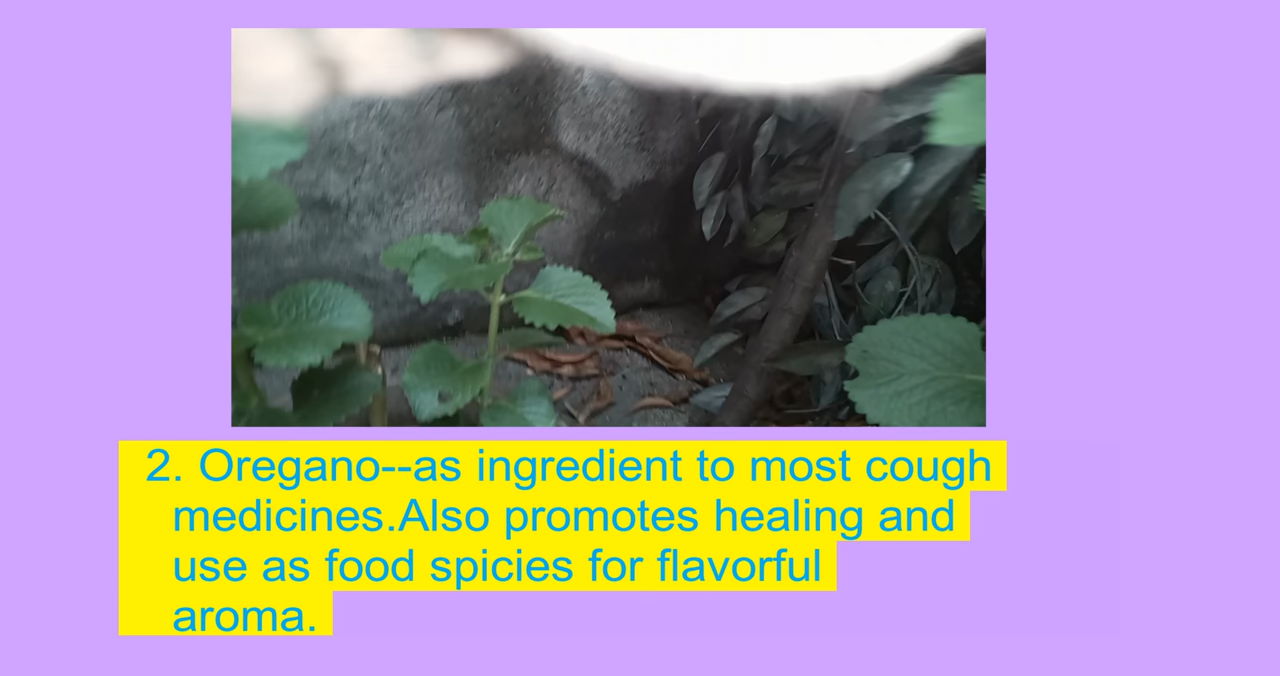 2. Oregano--as ingredient to most cough
medicines.Also promotes healing and
use as food spicies for flavorful
aroma.